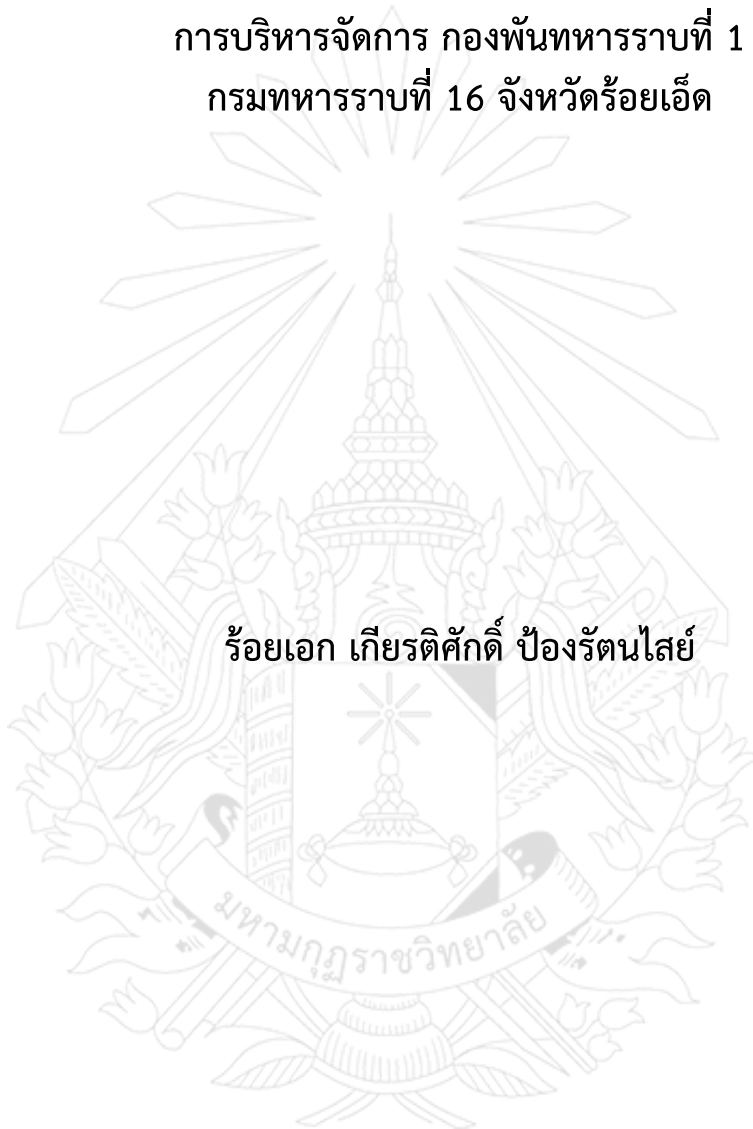 การบริหารจัดการ กองพันทหารราบที่ 1
กรมทหารราบที่ 16 จังหวัดร้อยเอ็ด
ร้อยเอก เกียรติศักดิ์ ป้องรัตนไสย์
มหามกุฏราชวิทยาลัย